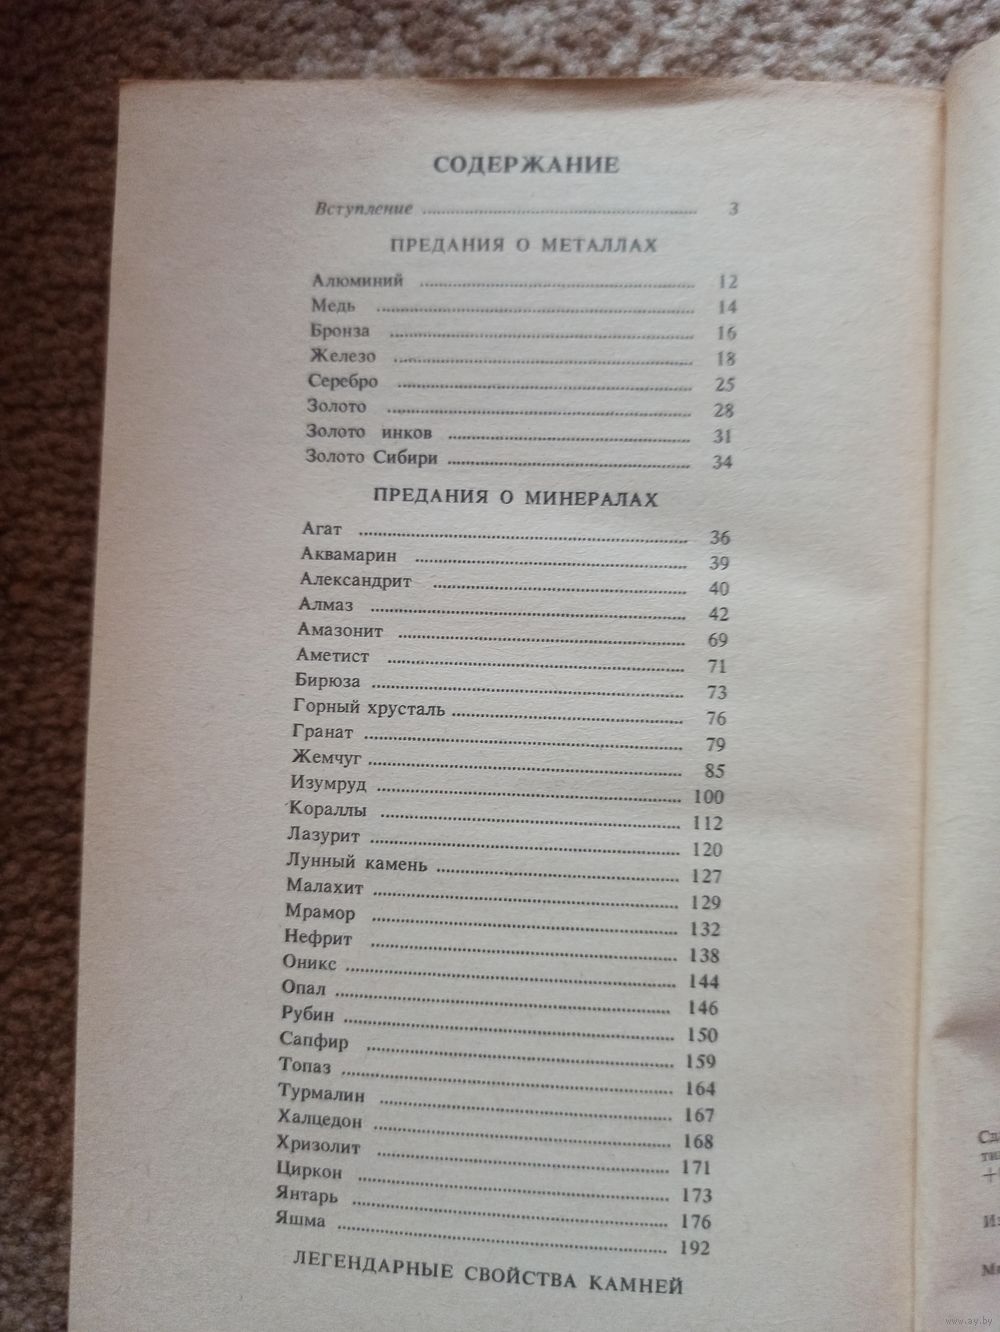 СОДЕРЖАНИЕ
Вступление ........ 3
ПРЕДАНИЯ О МЕТАЛЛАХ
Алюминий ........ 12
Медь ........ 14
Бронза ........ 16
Железо ........ 18
Серебро ........ 25
Золото ........ 28
Золото инков ........ 31
Золото Сибири ........ 34
ПРЕДАНИЯ О МИНЕРАЛАХ
Агат ........ 36
Аквамарин ........ 39
Александрит ........ 40
Алмаз ........ 42
Амазонит ........ 69
Аметист ........ 71
Бирюза ........ 73
Горный хрусталь ........ 76
Гранат ........ 79
Жемчуг ........ 85
Изумруд ........ 100
Кораллы ........ 112
Лазурит ........ 120
Лунный камень ........ 127
Малахит ........ 129
Мрамор ........ 132
Нефрит ........ 138
Оникс ........ 144
Опал ........ 146
Рубин ........ 150
Сапфир ........ 159
Топаз ........ 164
Турмалин ........ 167
Халцедон ........ 168
Хризолит ........ 171
Циркон ........ 173
Янтарь ........ 176
Яшма ........ 192
ЛЕГЕНДАРНЫЕ СВОЙСТВА КАМНЕЙ
www.ay.by